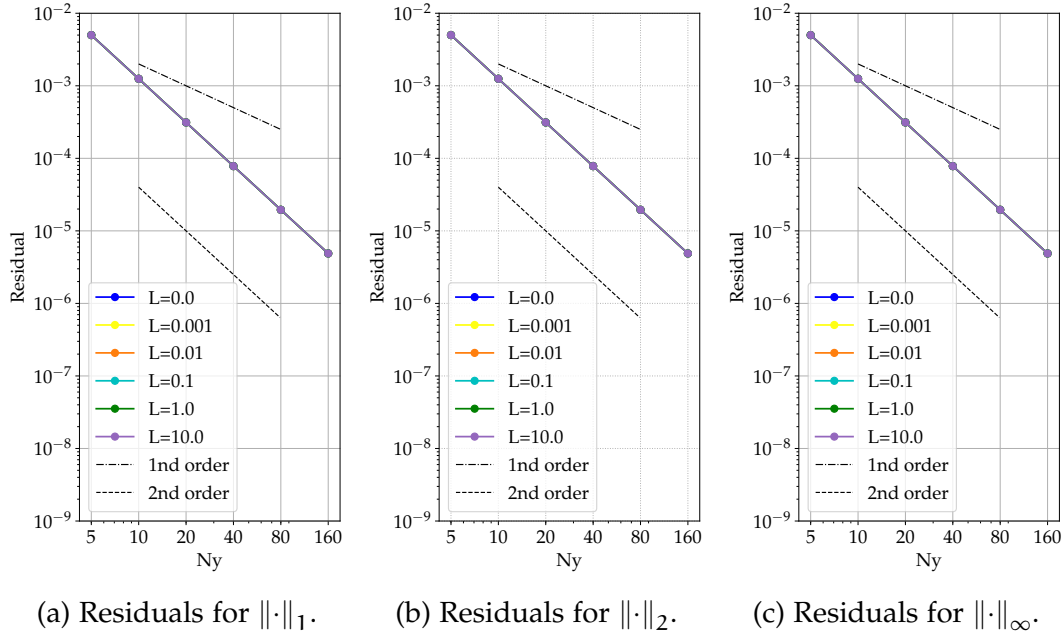 10⁻²
10⁻³
10⁻⁴
10⁻⁵
10⁻⁶
10⁻⁷
10⁻⁸
10⁻⁹
Residual
L=0.0
L=0.001
L=0.01
L=0.1
L=1.0
L=10.0
1nd order
2nd order
5 10 20 40 80 160
Ny
(a) Residuals for ‖·‖₁.
10⁻²
10⁻³
10⁻⁴
10⁻⁵
10⁻⁶
10⁻⁷
10⁻⁸
10⁻⁹
Residual
L=0.0
L=0.001
L=0.01
L=0.1
L=1.0
L=10.0
1nd order
2nd order
5 10 20 40 80 160
Ny
(b) Residuals for ‖·‖₂.
10⁻²
10⁻³
10⁻⁴
10⁻⁵
10⁻⁶
10⁻⁷
10⁻⁸
10⁻⁹
Residual
L=0.0
L=0.001
L=0.01
L=0.1
L=1.0
L=10.0
1nd order
2nd order
5 10 20 40 80 160
Ny
(c) Residuals for ‖·‖∞.